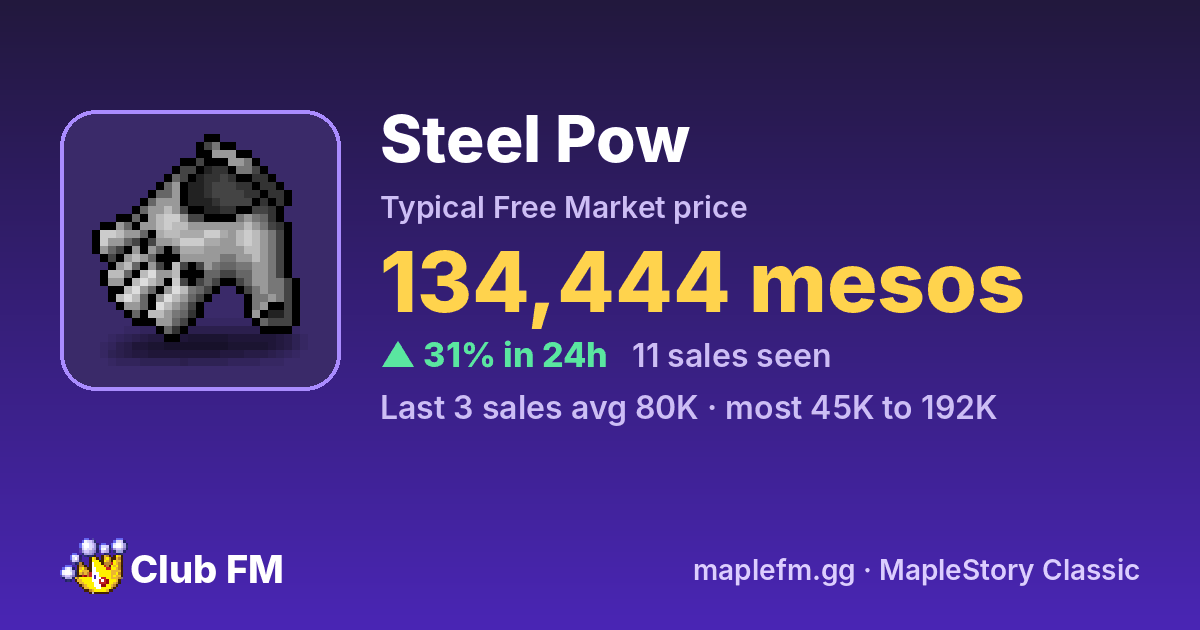 Steel Pow
Typical Free Market price
134,444 mesos
▲ 31% in 24h 11 sales seen
Last 3 sales avg 80K · most 45K to 192K
Club FM
maplefm.gg · MapleStory Classic